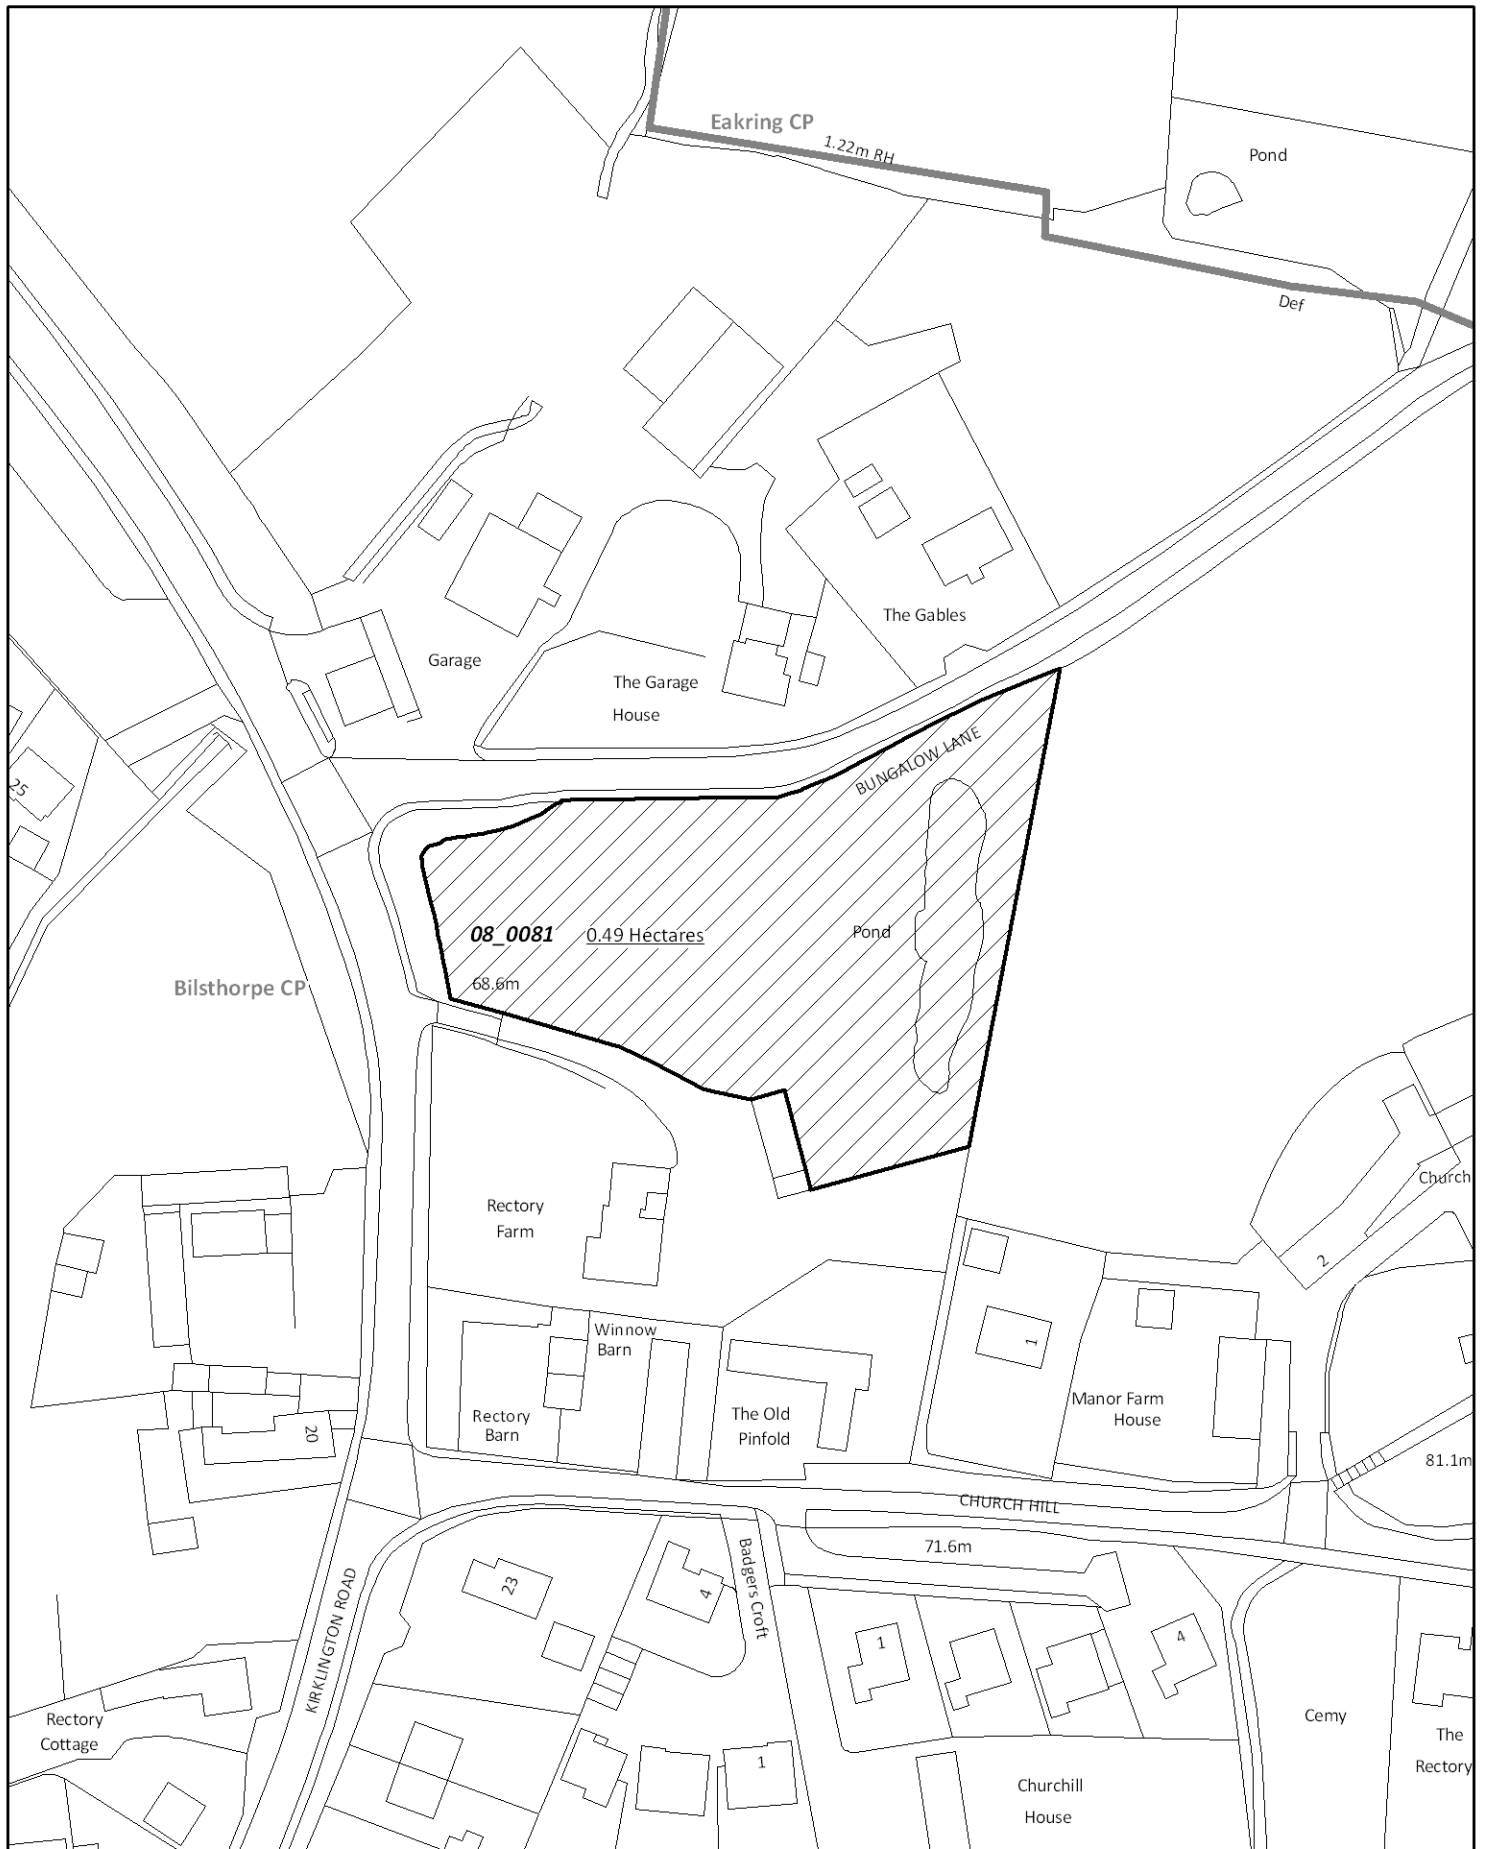 Eakring CP
1.22m RH
Pond
Def
The Gables
Garage
The Garage
House
BUNGALOW LANE
25
08_0081
0.49 Hectares
Pond
68.6m
Bilsthorpe CP
Church
Rectory
Farm
2
Winnow
Barn
1
Manor Farm
House
The Old
Pinfold
Rectory
Barn
20
81.1m
CHURCH HILL
71.6m
23
4
Badgers Croft
KIRKLINGTON ROAD
1
4
Rectory
Cottage
Cemy
The
Rectory
1
Churchill
House